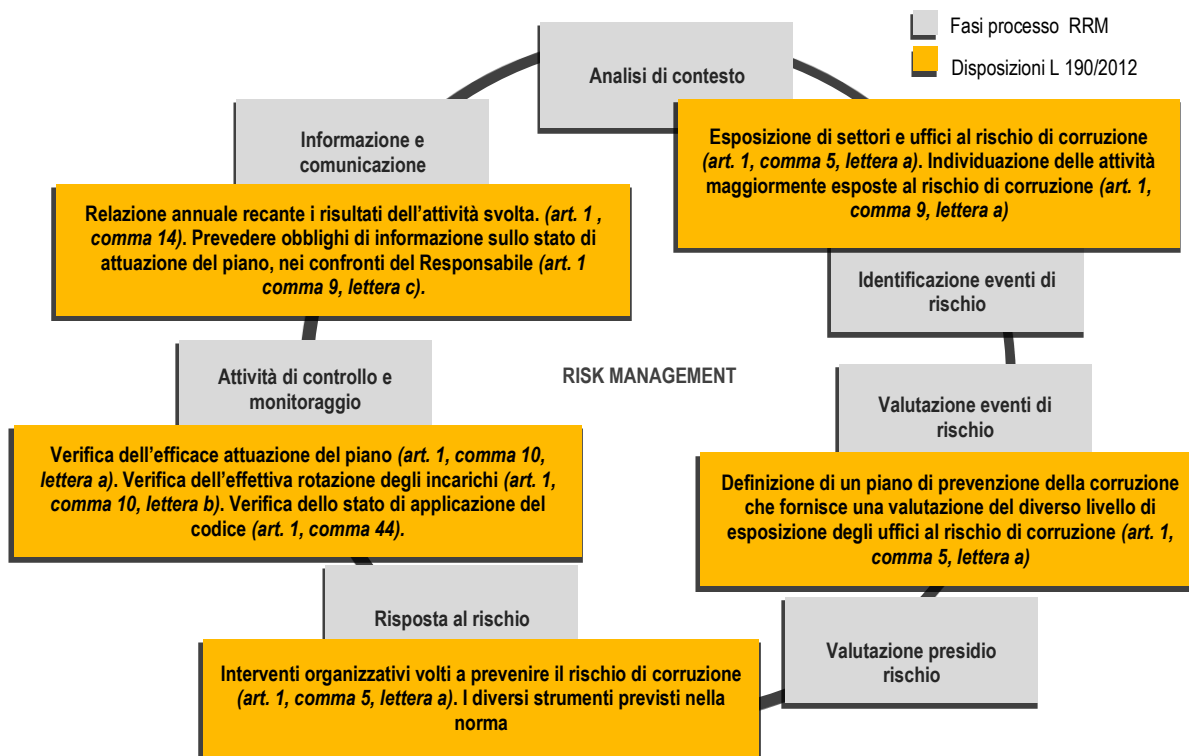 Fasi processo RRM
Disposizioni L 190/2012
Analisi di contesto
Esposizione di settori e uffici al rischio di corruzione
(art. 1, comma 5, lettera a). Individuazione delle attività
maggiormente esposte al rischio di corruzione (art. 1,
comma 9, lettera a)
Identificazione eventi di
rischio
Valutazione eventi di
rischio
Definizione di un piano di prevenzione della corruzione
che fornisce una valutazione del diverso livello di
esposizione degli uffici al rischio di corruzione (art. 1,
comma 5, lettera a)
Valutazione presidio
rischio
Risposta al rischio
Interventi organizzativi volti a prevenire il rischio di corruzione
(art. 1, comma 5, lettera a). I diversi strumenti previsti nella
norma
Attività di controllo e
monitoraggio
Verifica dell'efficace attuazione del piano (art. 1, comma 10,
lettera a). Verifica dell'effettiva rotazione degli incarichi (art. 1,
comma 10, lettera b). Verifica dello stato di applicazione del
codice (art. 1, comma 44).
Informazione e
comunicazione
Relazione annuale recante i risultati dell'attività svolta. (art. 1 ,
comma 14). Prevedere obblighi di informazione sullo stato di
attuazione del piano, nei confronti del Responsabile (art. 1
comma 9, lettera c).
RISK MANAGEMENT